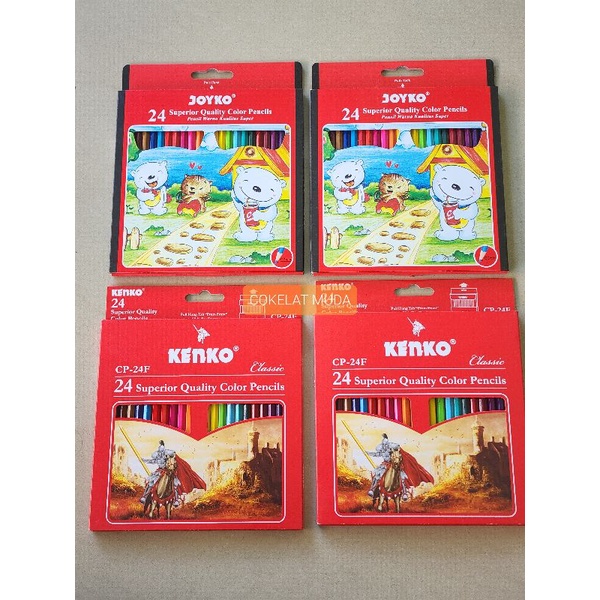 JOYKO®
24 Superior Quality Color Pencils
Pensil Warna Kualitas Super
JOYKO®
24 Superior Quality Color Pencils
Pensil Warna Kualitas Super
COKELAT MUDA
KENKO
24
Superior Quality
Color Pencils
CP-24F
KENKO®
CP-24F
Classic
24 Superior Quality Color Pencils
CP-24F
KENKO®
CP-24F
Classic
24 Superior Quality Color Pencils